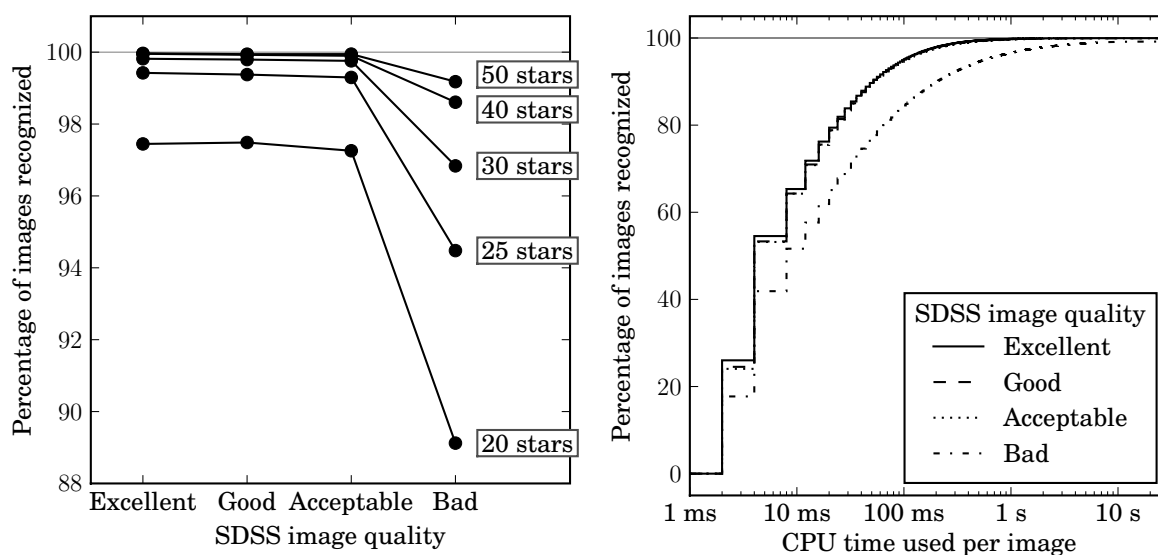 Percentage of images recognized
100
98
96
94
92
90
88
50 stars
40 stars
30 stars
25 stars
20 stars
Excellent Good Acceptable Bad
SDSS image quality
Percentage of images recognized
100
80
60
40
20
0
SDSS image quality
Excellent
Good
Acceptable
Bad
1 ms 10 ms 100 ms 1 s 10 s
CPU time used per image